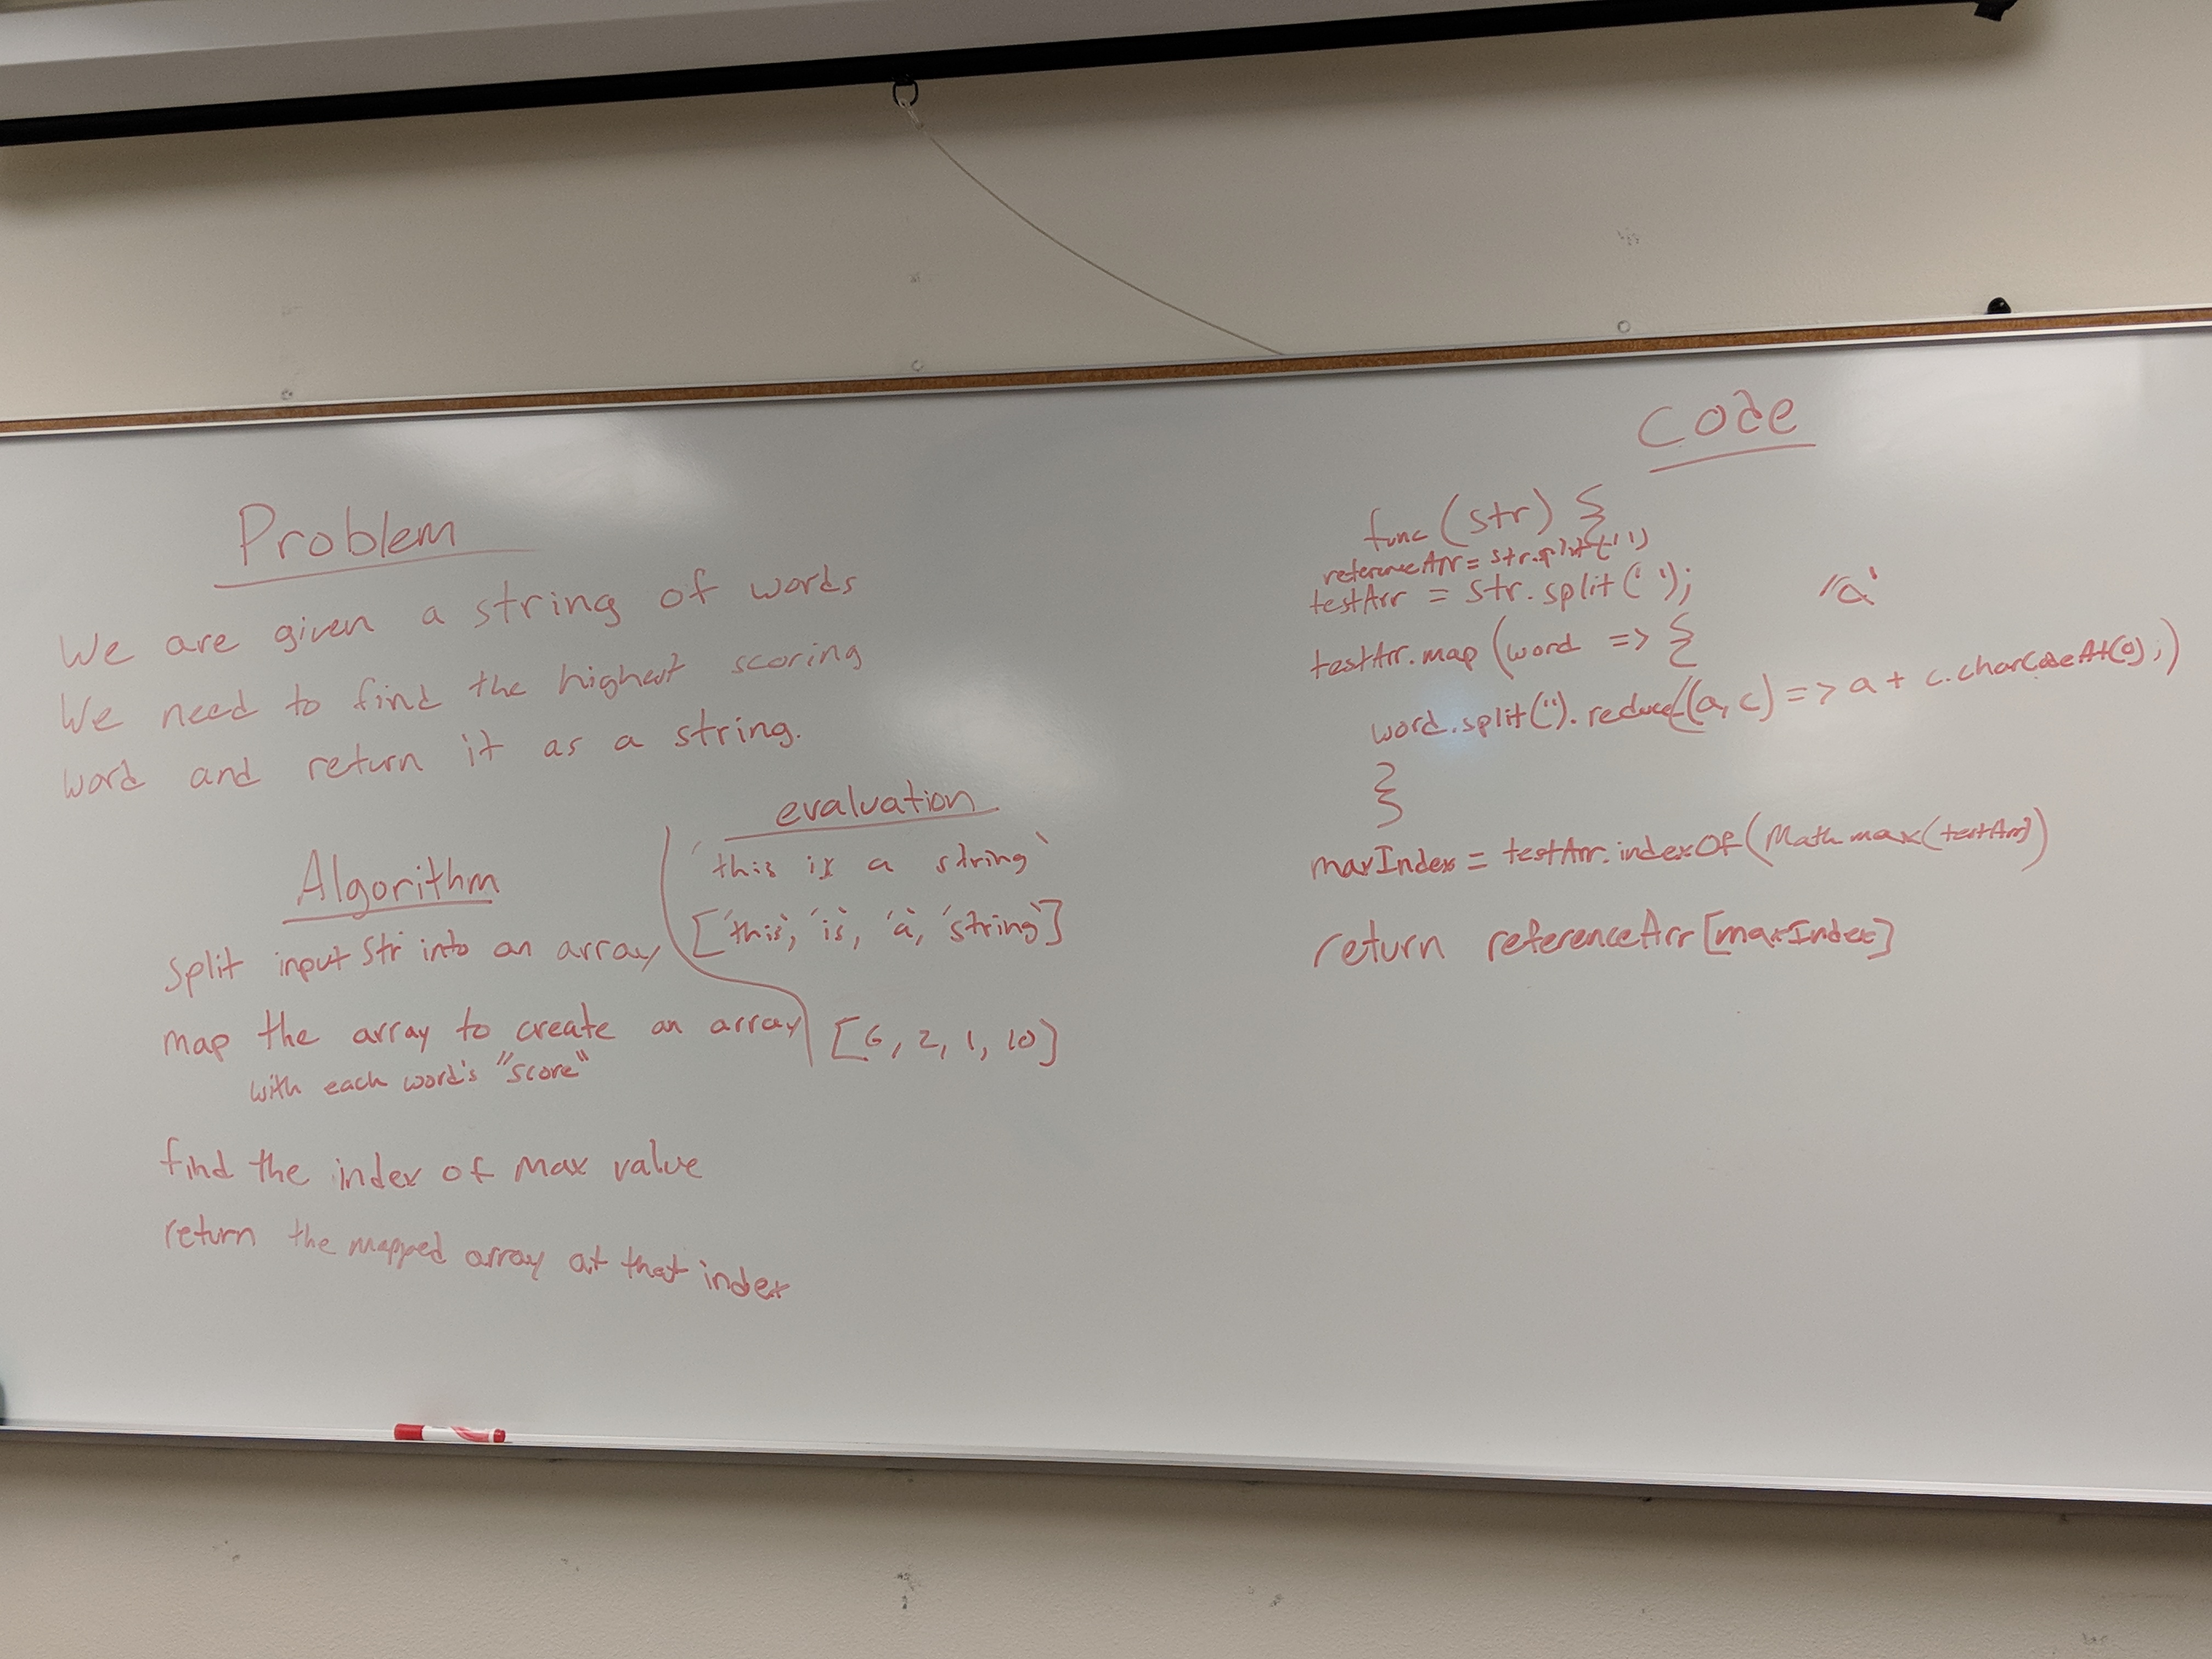 Problem
We are given a string of words
We need to find the highest scoring
word and return it as a string.
Algorithm
split input str into an array
map the array to create an array
with each word's "score"
find the index of max value
return the mapped array at that index
evaluation
'this is a string'
['this', 'is', 'a', 'string']
[6, 2, 1, 10]
Code
func (str) {
referenceArr = str.split(' ')
testArr = str.split(' ');
'a'
testArr.map (word => {
word.split(''). reduce((a, c) => a + c.charCodeAt(0);)
}
maxIndex = testArr.indexOf(Math max(testArr))
return referenceArr[maxIndex]